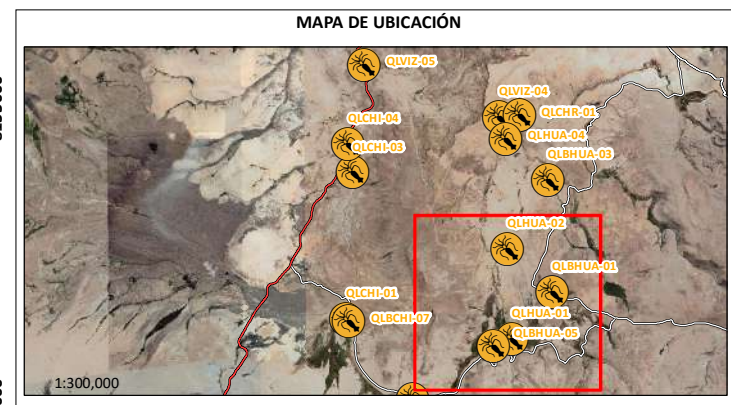 MAPA DE UBICACIÓN
QLVIZ-05
QLVIZ-04
QLCHI-04
QLCHR-01
QLHUA-04
QLCHI-03
QLBHUA-03
QLHUA-02
QLBHUA-01
QLCHI-01
QLHUA-01
QLBCHI-07
QLBHUA-05
1:300,000